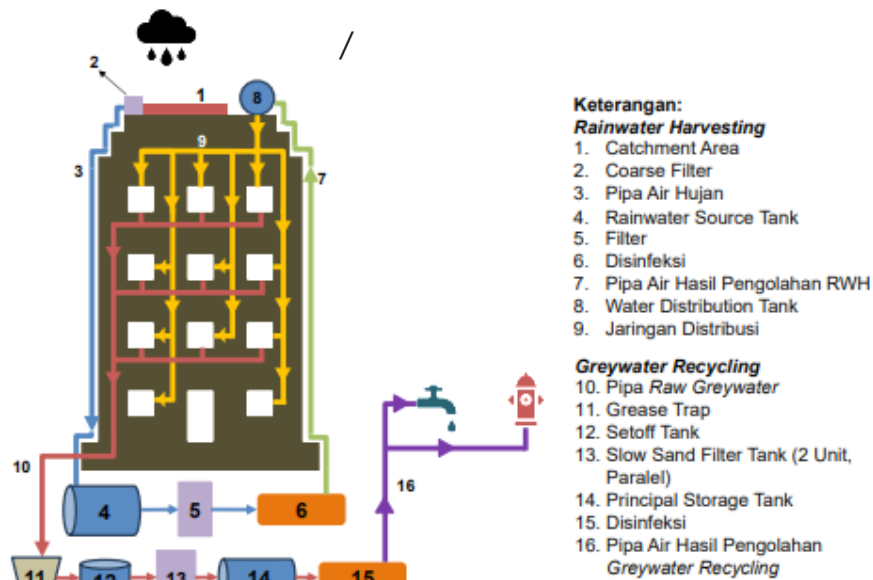 /
2
1
8
9
3
7
4
5
6
10
16
11
12
13
14
15
Keterangan:
Rainwater Harvesting
1. Catchment Area
2. Coarse Filter
3. Pipa Air Hujan
4. Rainwater Source Tank
5. Filter
6. Disinfeksi
7. Pipa Air Hasil Pengolahan RWH
8. Water Distribution Tank
9. Jaringan Distribusi
Greywater Recycling
10. Pipa Raw Greywater
11. Grease Trap
12. Setoff Tank
13. Slow Sand Filter Tank (2 Unit,
Paralel)
14. Principal Storage Tank
15. Disinfeksi
16. Pipa Air Hasil Pengolahan
Greywater Recycling